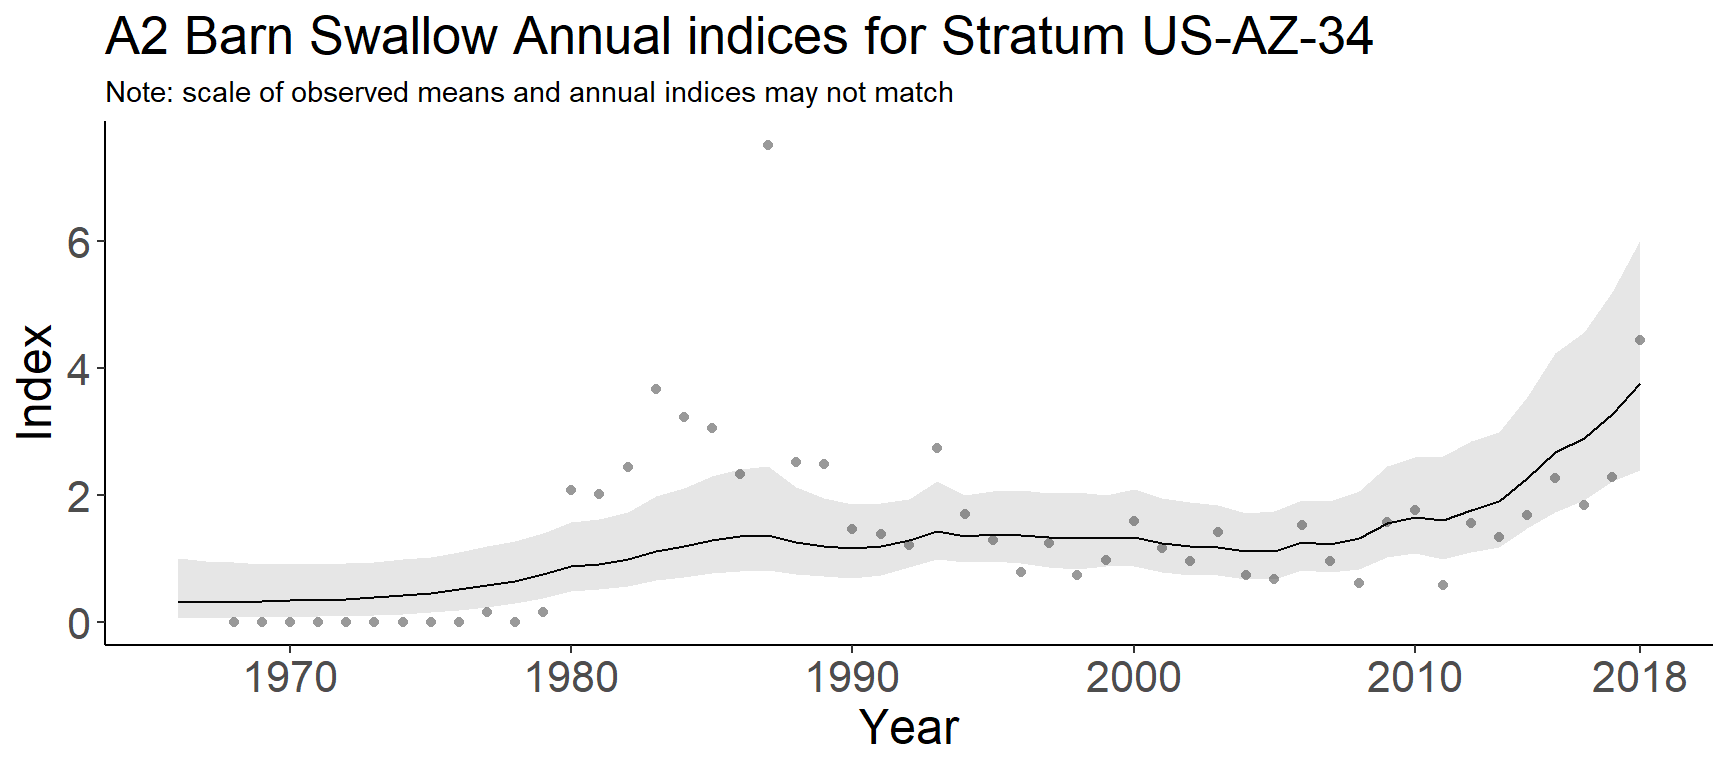 A2 Barn Swallow Annual indices for Stratum US-AZ-34
Note: scale of observed means and annual indices may not match
Index
6
4
2
0
1970 1980 1990 2000 2010 2018
Year